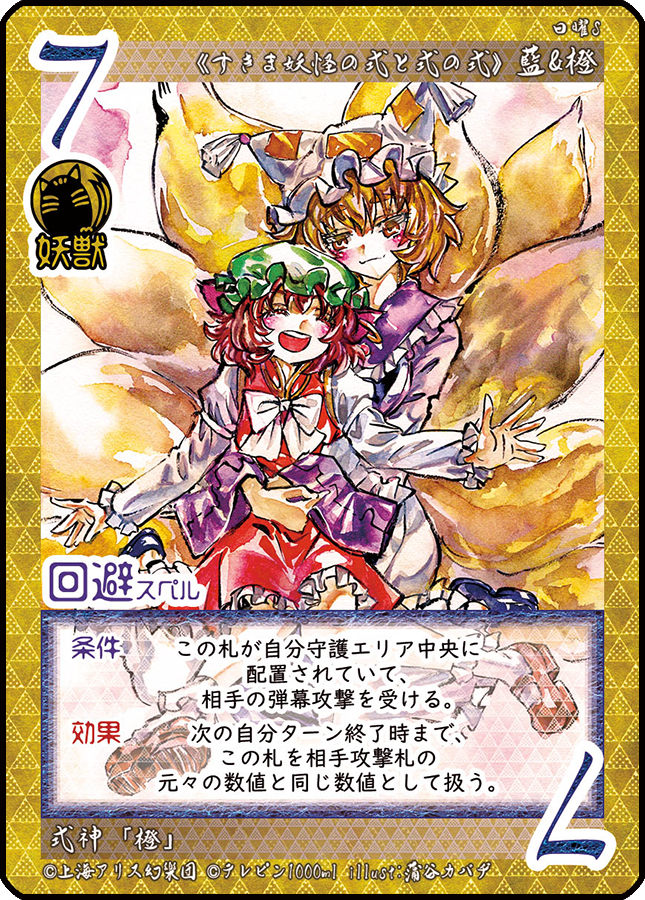 日曜S
7
《すきま妖怪の式と式の式》 藍&橙
妖獣
回避スペル
条件 この札が自分守護エリア中央に
配置されていて、
相手の弾幕攻撃を受ける。
効果 次の自分ターン終了時まで、
この札を相手攻撃札の
元々の数値と同じ数値として扱う。
式神 「橙」
7
©上海アリス幻樂団 ©テレピン1000ml illust:蒲谷カバヂ